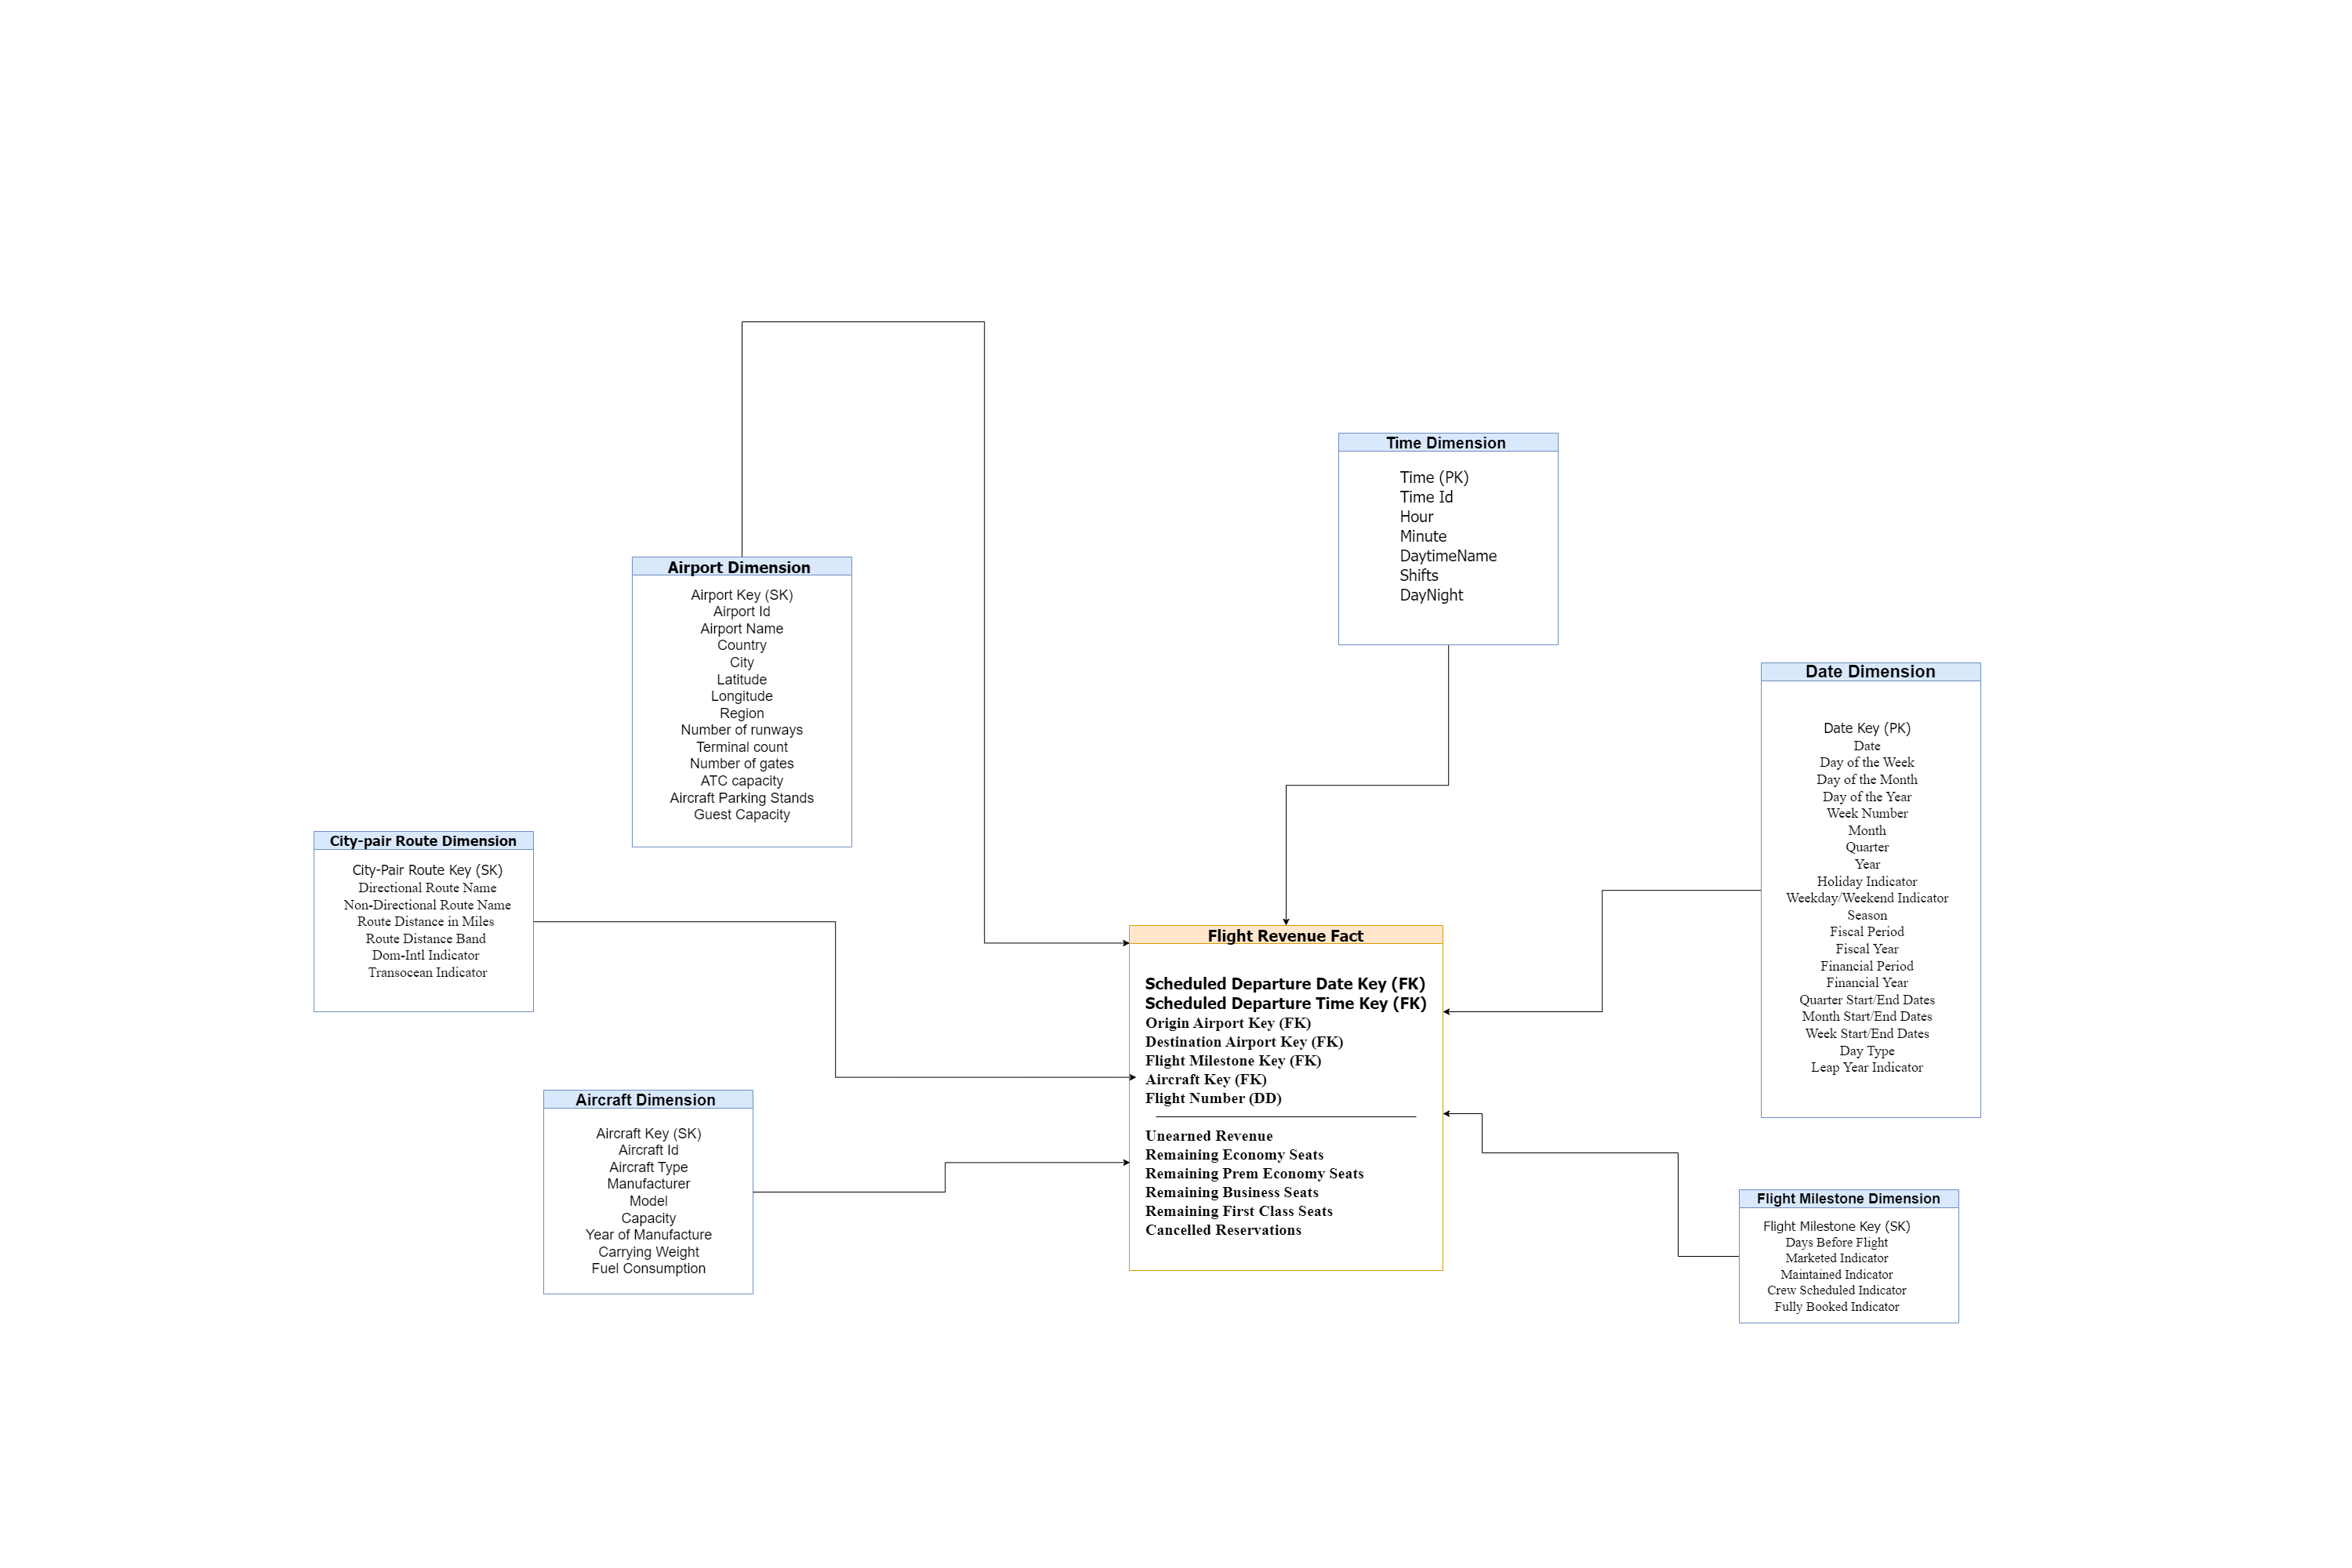 Time Dimension
Time (PK)
Time Id
Hour
Minute
DaytimeName
Shifts
DayNight
Airport Dimension
Airport Key (SK)
Airport Id
Airport Name
Country
City
Latitude
Longitude
Region
Number of runways
Terminal count
Number of gates
ATC capacity
Aircraft Parking Stands
Guest Capacity
Date Dimension
Date Key (PK)
Date
Day of the Week
Day of the Month
Day of the Year
Week Number
Month
Quarter
Year
Holiday Indicator
Weekday/Weekend Indicator
Season
Fiscal Period
Fiscal Year
Financial Period
Financial Year
Quarter Start/End Dates
Month Start/End Dates
Week Start/End Dates
Day Type
Leap Year Indicator
City-pair Route Dimension
City-Pair Route Key (SK)
Directional Route Name
Non-Directional Route Name
Route Distance in Miles
Route Distance Band
Dom-Intl Indicator
Transocean Indicator
Flight Revenue Fact
Scheduled Departure Date Key (FK)
Scheduled Departure Time Key (FK)
Origin Airport Key (FK)
Destination Airport Key (FK)
Flight Milestone Key (FK)
Aircraft Key (FK)
Flight Number (DD)
Unearned Revenue
Remaining Economy Seats
Remaining Prem Economy Seats
Remaining Business Seats
Remaining First Class Seats
Cancelled Reservations
Aircraft Dimension
Aircraft Key (SK)
Aircraft Id
Aircraft Type
Manufacturer
Model
Capacity
Year of Manufacture
Carrying Weight
Fuel Consumption
Flight Milestone Dimension
Flight Milestone Key (SK)
Days Before Flight
Marketed Indicator
Maintained Indicator
Crew Scheduled Indicator
Fully Booked Indicator